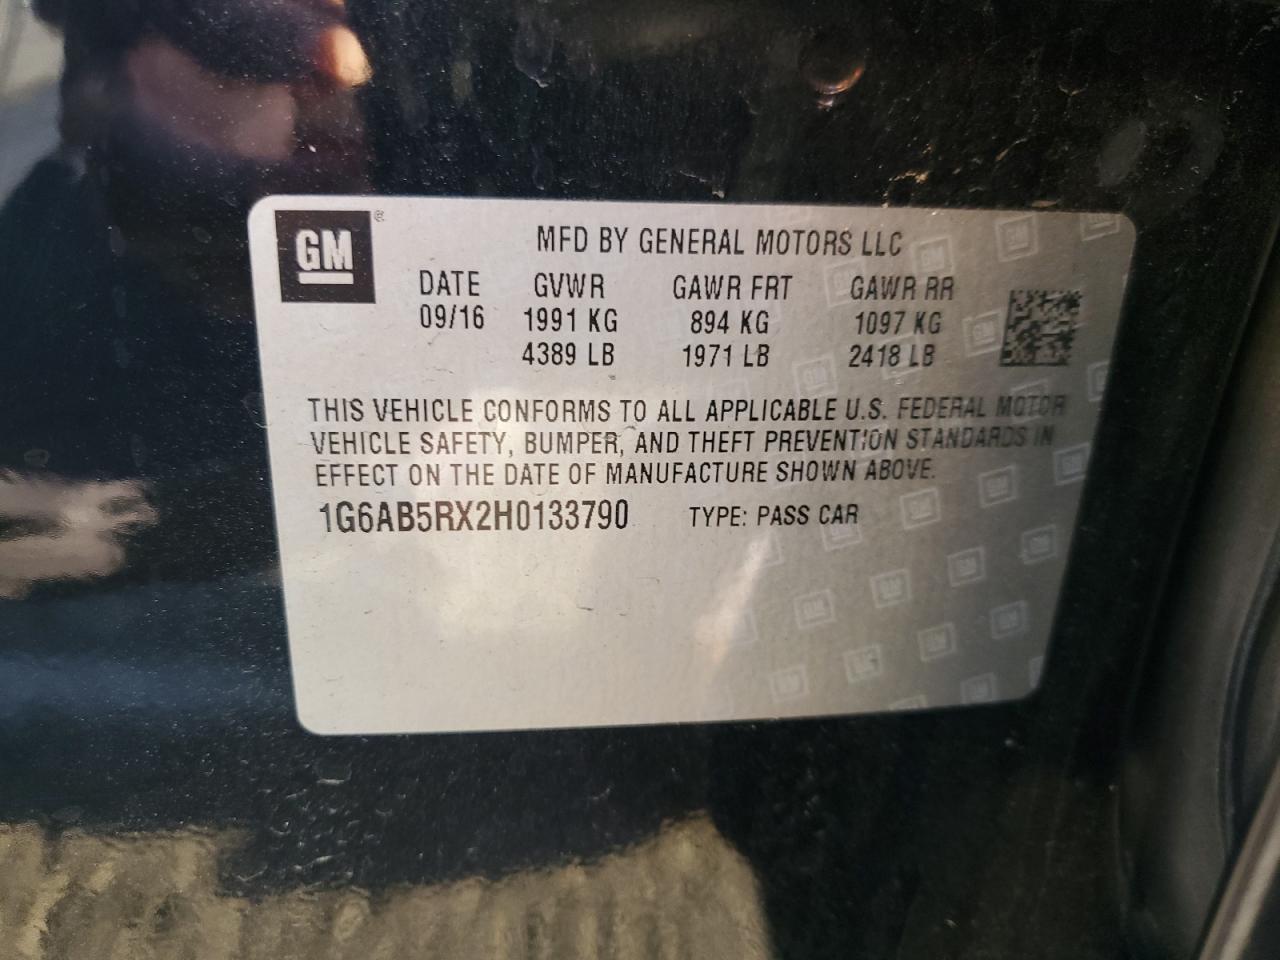 GM ®
MFD BY GENERAL MOTORS LLC
DATE GVWR GAWR FRT GAWR RR
09/16 1991 KG 894 KG 1097 KG
4389 LB 1971 LB 2418 LB
THIS VEHICLE CONFORMS TO ALL APPLICABLE U.S. FEDERAL MOTOR
VEHICLE SAFETY, BUMPER, AND THEFT PREVENTION STANDARDS IN
EFFECT ON THE DATE OF MANUFACTURE SHOWN ABOVE.
1G6AB5RX2H0133790 TYPE: PASS CAR